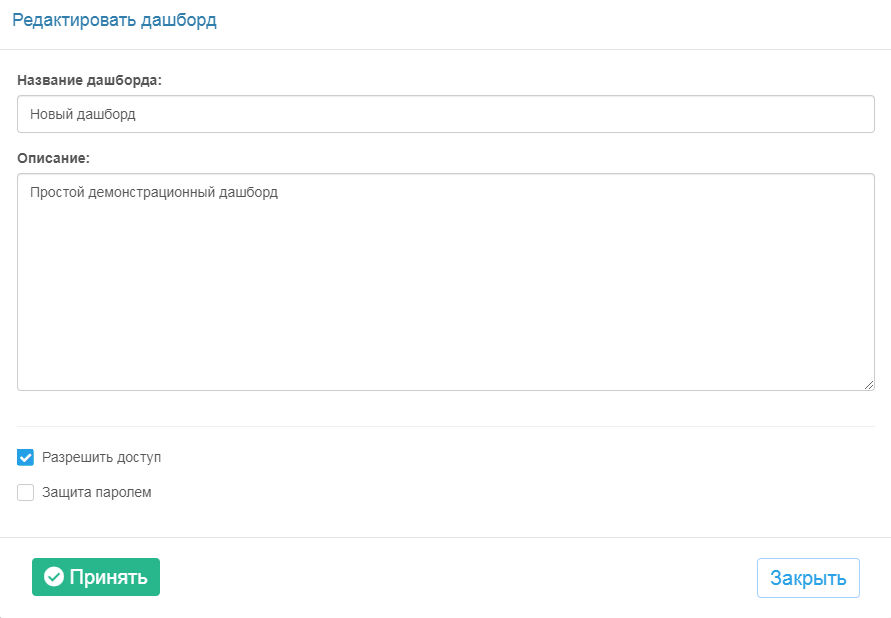 Редактировать дашборд
Название дашборда:
Новый дашборд
Описание:
Простой демонстрационный дашборд
Разрешить доступ
Защита паролем
Принять
Закрыть